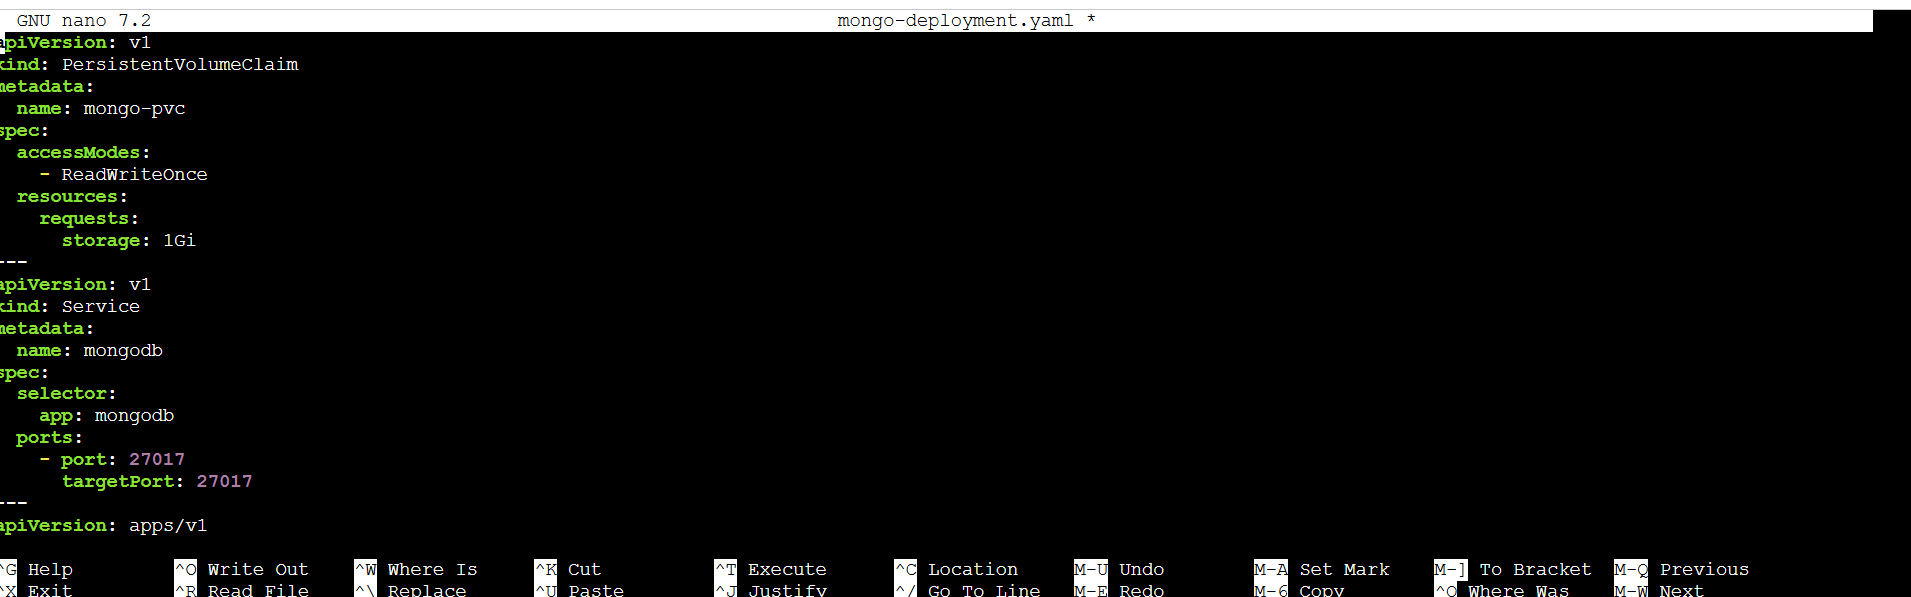 GNU nano 7.2 mongo-deployment.yaml *
apiVersion: v1
kind: PersistentVolumeClaim
metadata:
  name: mongo-pvc
spec:
  accessModes:
    - ReadWriteOnce
  resources:
    requests:
      storage: 1Gi
---
apiVersion: v1
kind: Service
metadata:
  name: mongodb
spec:
  selector:
    app: mongodb
  ports:
    - port: 27017
      targetPort: 27017
---
apiVersion: apps/v1
^G Help ^O Write Out ^W Where Is ^K Cut ^T Execute ^C Location M-U Undo M-A Set Mark M-] To Bracket M-Q Previous
^X Exit ^R Read File ^\ Replace ^U Paste ^J Justify ^/ Go To Line M-E Redo M-6 Copy ^Q Where Was M-W Next